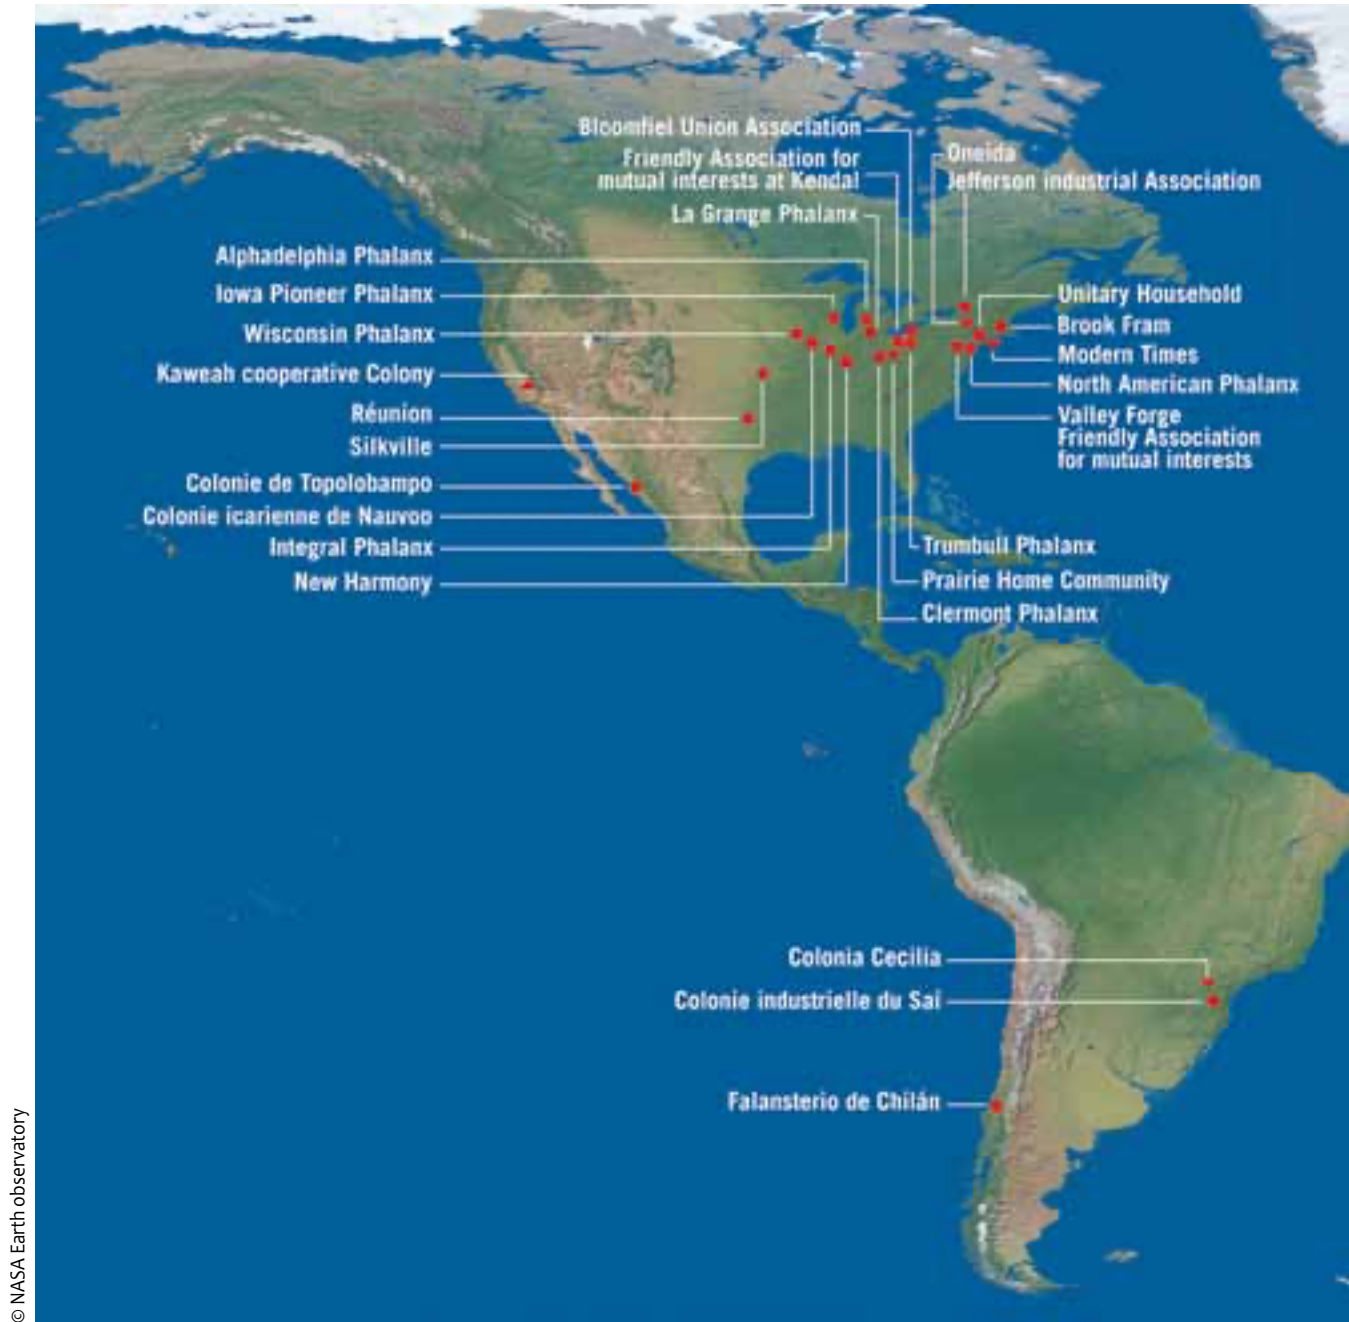 Bloomfiel Union Association
Friendly Association for
mutual interests at Kendal
La Grange Phalanx
Oneida
Jefferson industrial Association
Alphadelphia Phalanx
Iowa Pioneer Phalanx
Wisconsin Phalanx
Kaweah cooperative Colony
Réunion
Silkville
Colonie de Topolobampo
Colonie icarienne de Nauvoo
Integral Phalanx
New Harmony
Unitary Household
Brook Fram
Modern Times
North American Phalanx
Valley Forge
Friendly Association
for mutual interests
Trumbull Phalanx
Prairie Home Community
Clermont Phalanx
Colonia Cecilia
Colonie industrielle du Saï
Falansterio de Chilán
© NASA Earth observatory